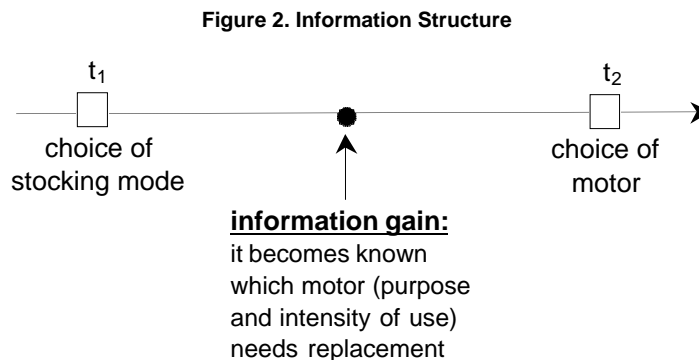 Figure 2. Information Structure
t1
t2
choice of
stocking mode
choice of
motor
information gain:
it becomes known
which motor (purpose
and intensity of use)
needs replacement